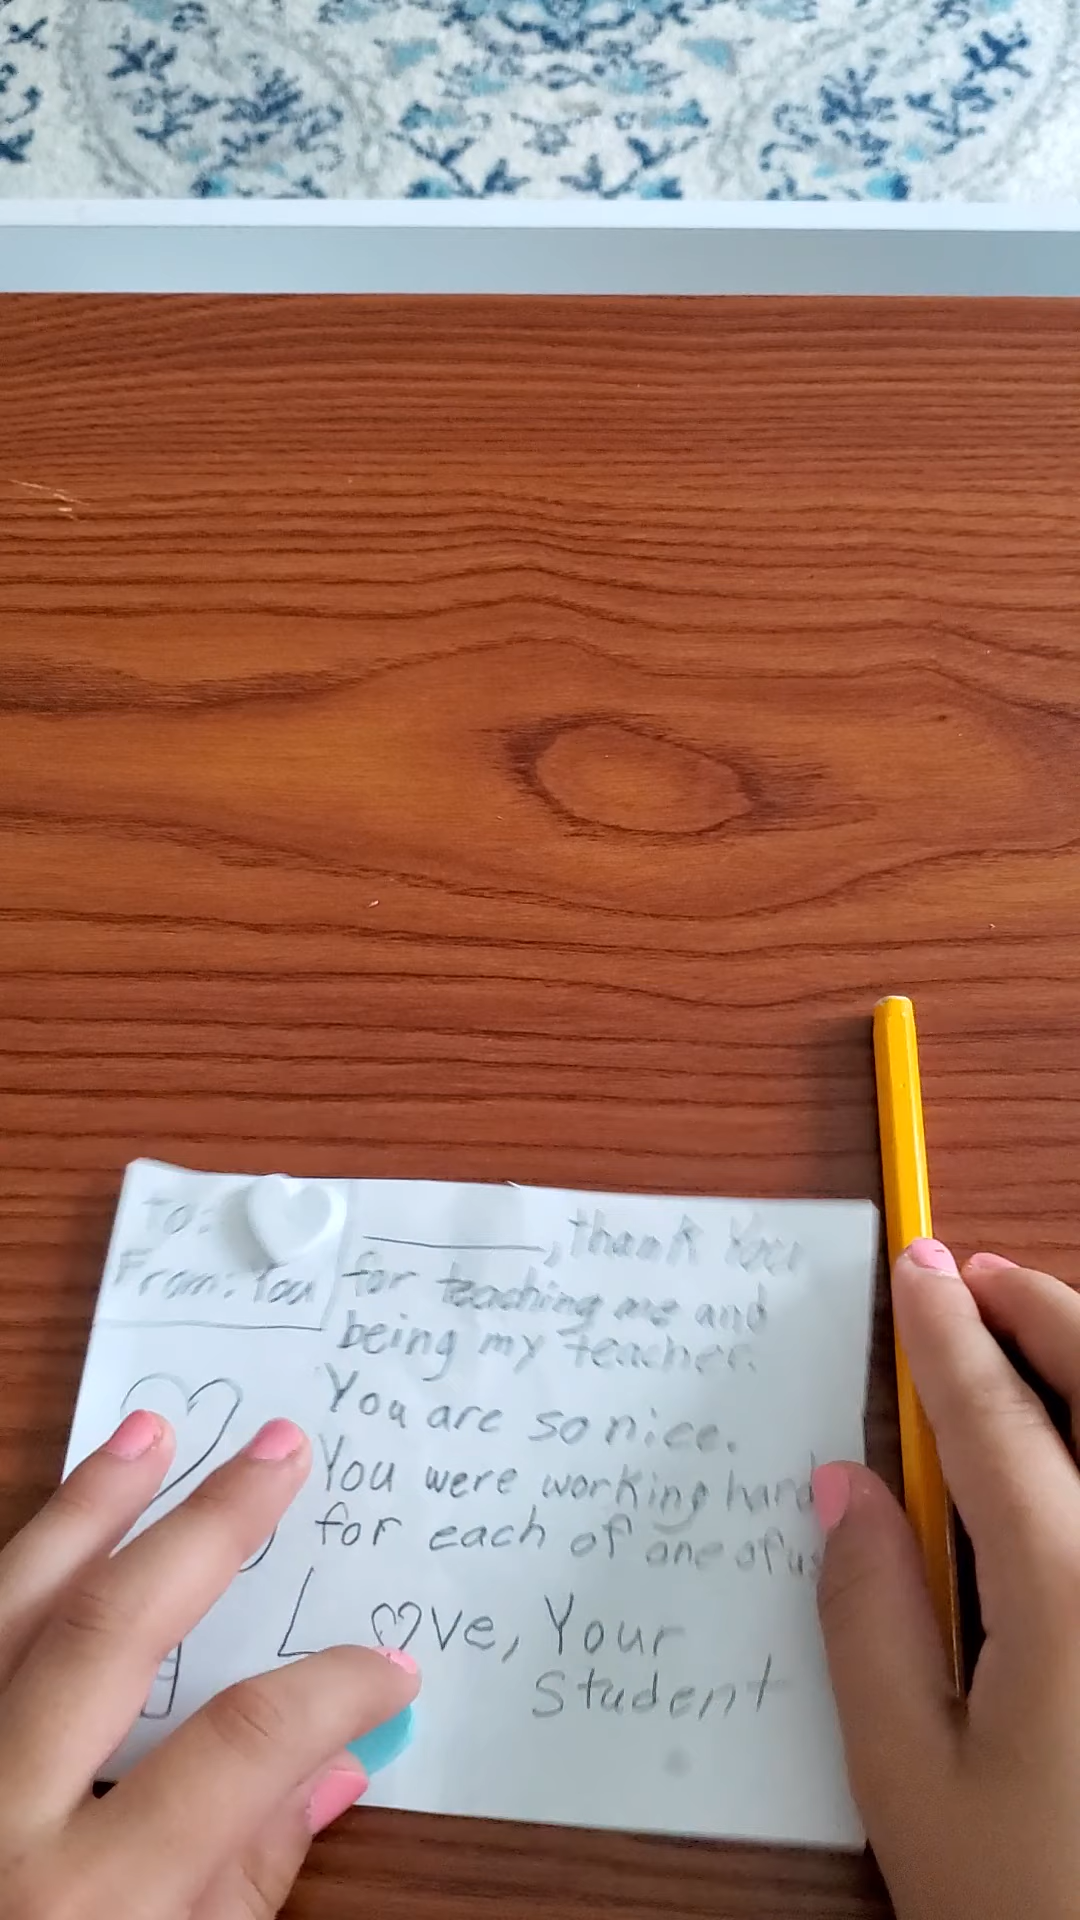 To:
From: You
______, thank You
for teaching me and
being my teacher.
You are so nice.
You were working hard
for each of one of us
Love, Your
Student